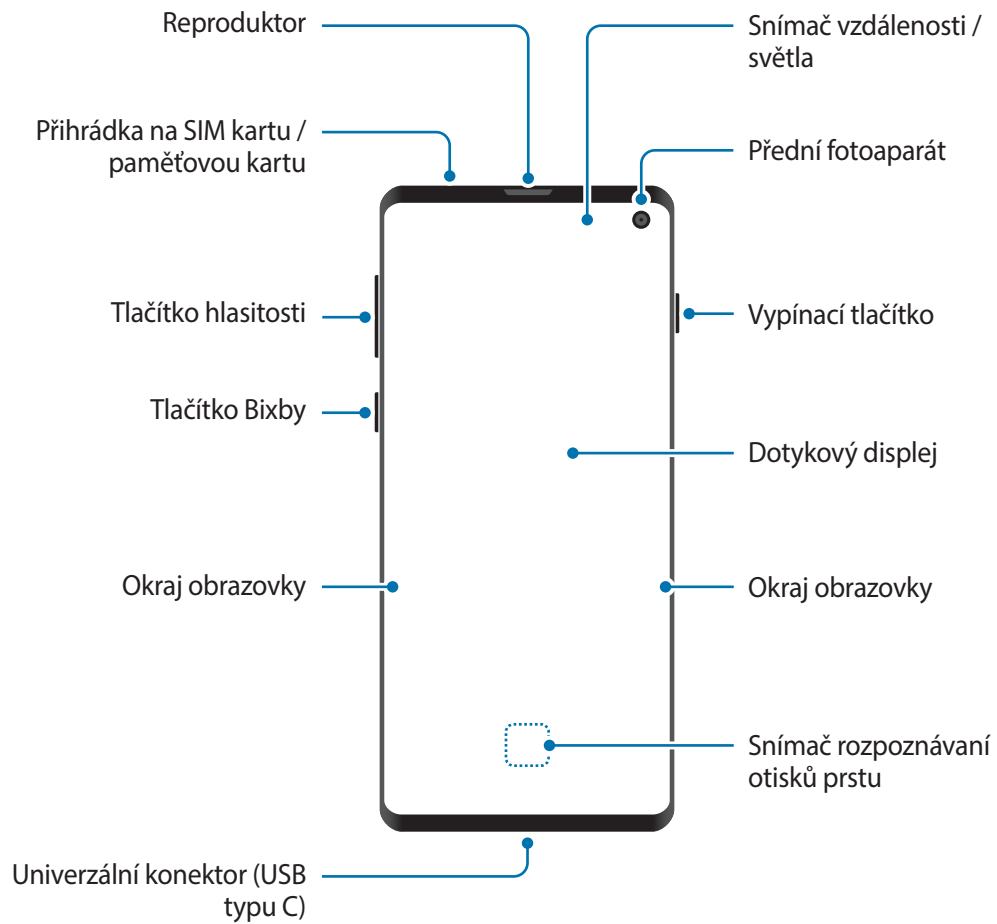 Reproduktor
Snímač vzdálenosti /
světla
Přihrádka na SIM kartu /
paměťovou kartu
Přední fotoaparát
Tlačítko hlasitosti
Vypínací tlačítko
Tlačítko Bixby
Dotykový displej
Okraj obrazovky
Okraj obrazovky
Snímač rozpoznávaní
otisků prstu
Univerzální konektor (USB
typu C)